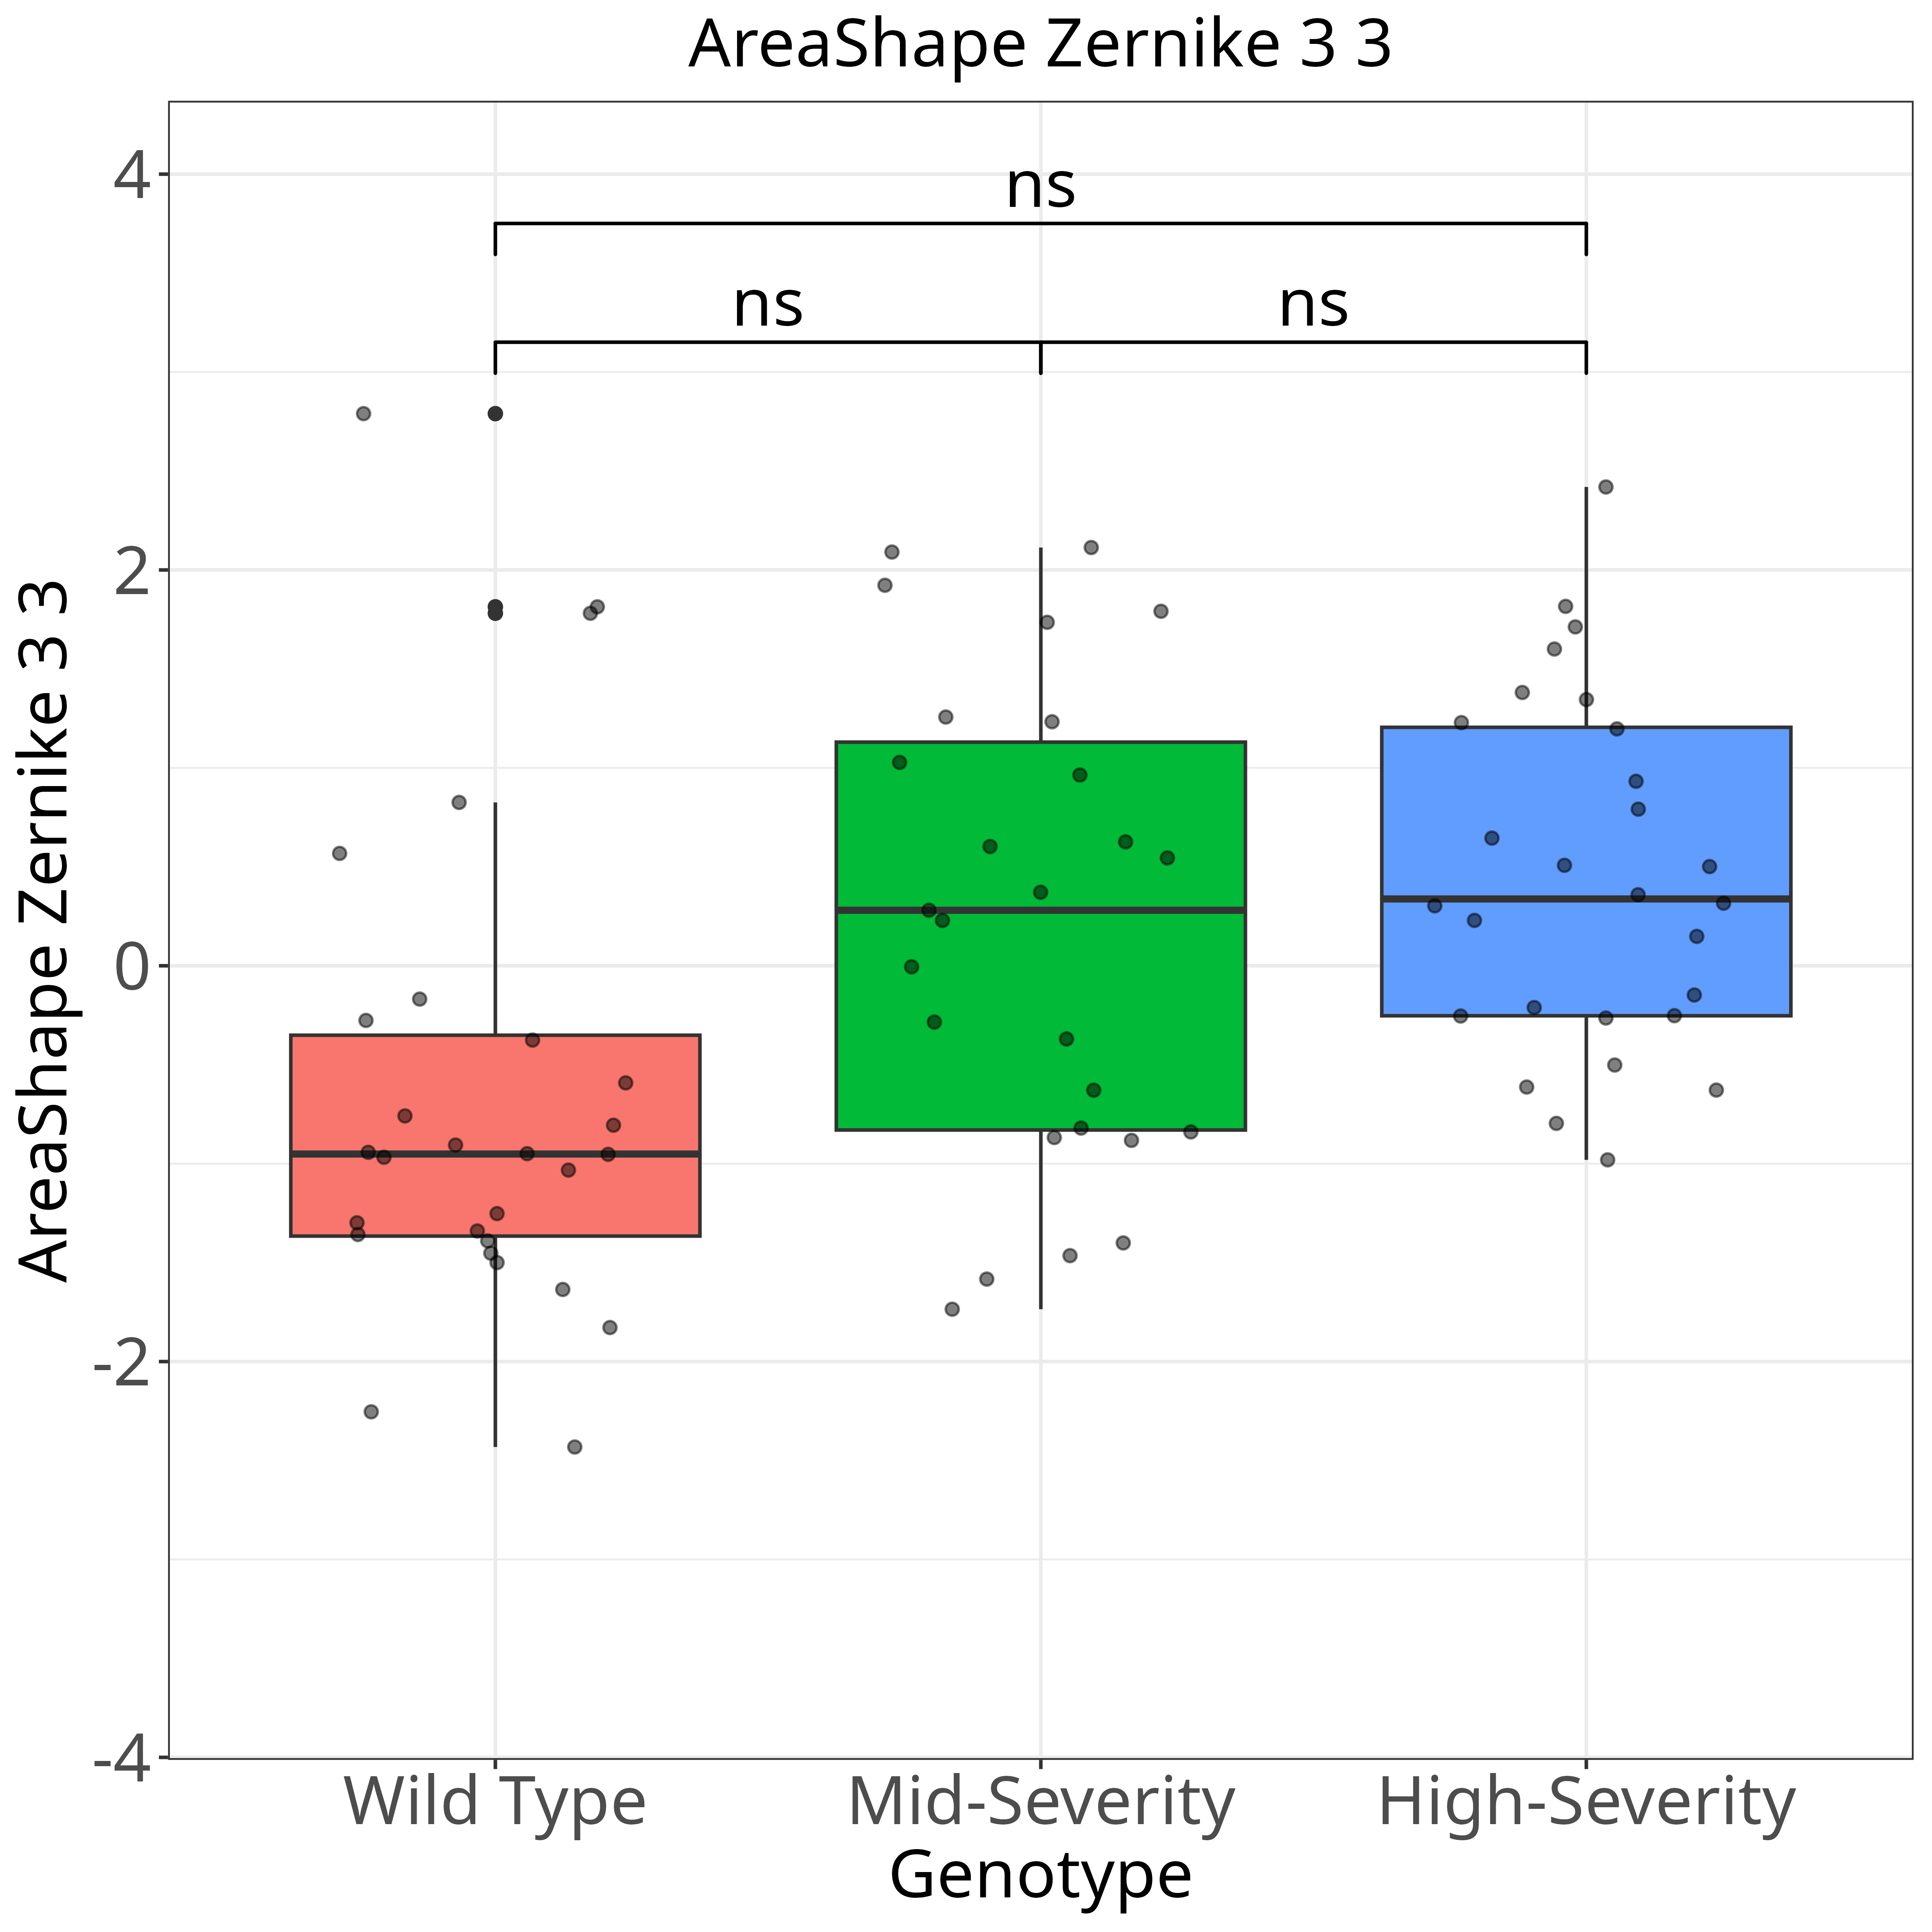 AreaShape Zernike 3 3
4
2
0
-2
-4
AreaShape Zernike 3 3
ns
ns
ns
Wild Type
Mid-Severity
High-Severity
Genotype